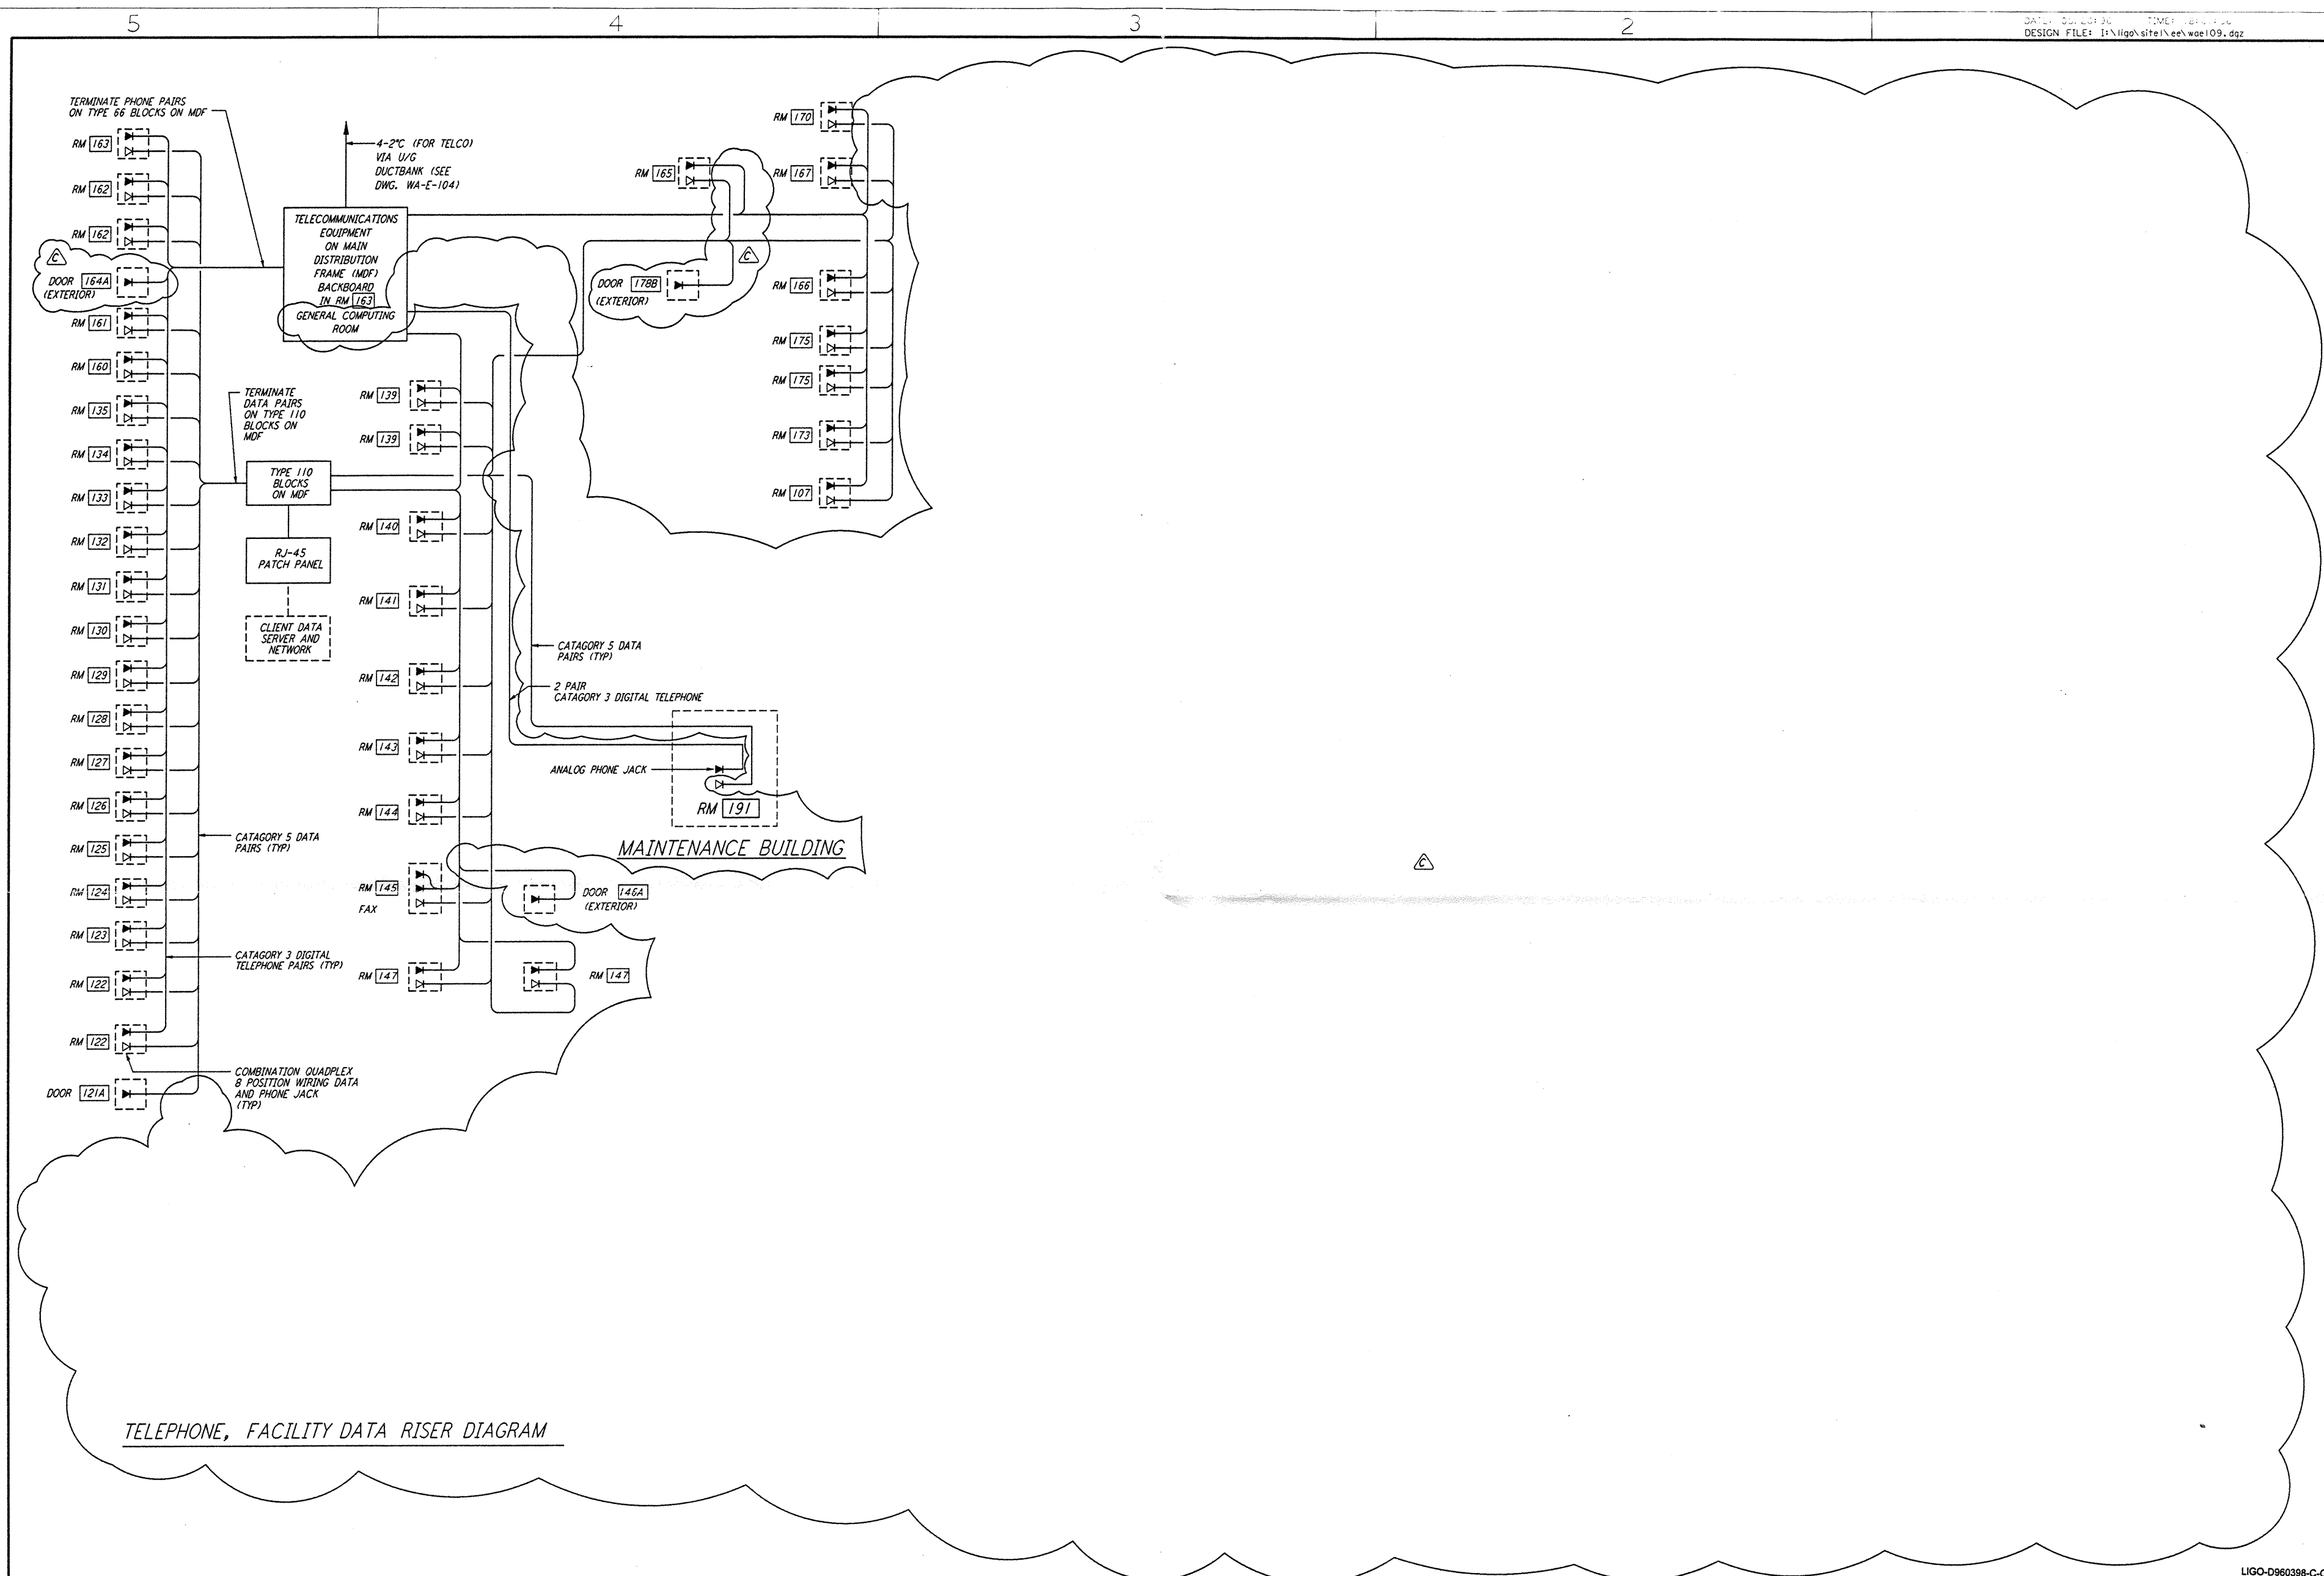 5
4
3
2
DESIGN FILE: I:\ligo\site1\ee\wae109.dgz
TERMINATE PHONE PAIRS
ON TYPE 66 BLOCKS ON MDF
RM 163
RM 162
RM 162
C
DOOR 164A
(EXTERIOR)
RM 161
RM 160
RM 135
RM 134
RM 133
RM 132
RM 131
RM 130
RM 129
RM 128
RM 127
RM 126
RM 125
RM 124
RM 123
RM 122
RM 122
DOOR 121A
4-2"C (FOR TELCO)
VIA U/G
DUCTBANK (SEE
DWG. WA-E-104)
TELECOMMUNICATIONS
EQUIPMENT
ON MAIN
DISTRIBUTION
FRAME (MDF)
BACKBOARD
IN RM 163
GENERAL COMPUTING
ROOM
TERMINATE
DATA PAIRS
ON TYPE 110
BLOCKS ON
MDF
TYPE 110
BLOCKS
ON MDF
RJ-45
PATCH PANEL
CLIENT DATA
SERVER AND
NETWORK
CATAGORY 5 DATA
PAIRS (TYP)
CATAGORY 3 DIGITAL
TELEPHONE PAIRS (TYP)
COMBINATION QUADPLEX
8 POSITION WIRING DATA
AND PHONE JACK
(TYP)
RM 139
RM 139
RM 140
RM 141
RM 142
RM 143
RM 144
RM 145
FAX
RM 147
DOOR 146A
(EXTERIOR)
RM 147
CATAGORY 5 DATA
PAIRS (TYP)
2 PAIR
CATAGORY 3 DIGITAL TELEPHONE
ANALOG PHONE JACK
RM 191
MAINTENANCE BUILDING
RM 165
C
DOOR 178B
(EXTERIOR)
RM 170
RM 167
RM 166
RM 175
RM 175
RM 173
RM 107
C
TELEPHONE, FACILITY DATA RISER DIAGRAM